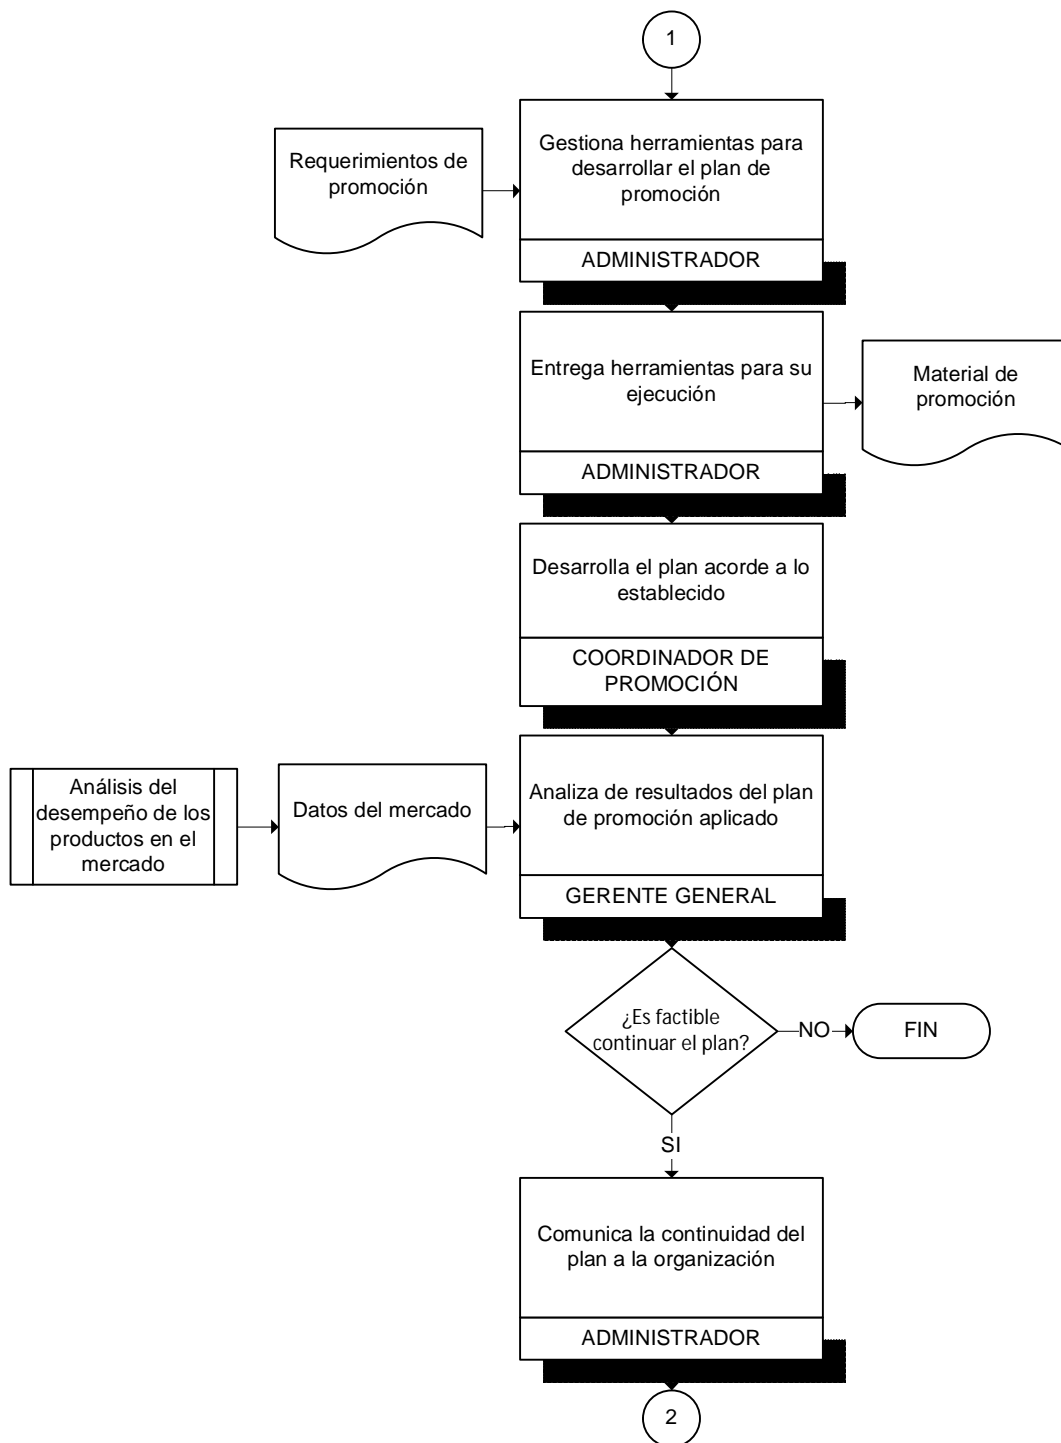 1
Requerimientos de
promoción
Gestiona herramientas para
desarrollar el plan de
promoción
ADMINISTRADOR
Entrega herramientas para su
ejecución
ADMINISTRADOR
Material de
promoción
Desarrolla el plan acorde a lo
establecido
COORDINADOR DE
PROMOCIÓN
Análisis del
desempeño de los
productos en el
mercado
Datos del mercado
Analiza de resultados del plan
de promoción aplicado
GERENTE GENERAL
¿Es factible
continuar el plan?
NO
FIN
SI
Comunica la continuidad del
plan a la organización
ADMINISTRADOR
2